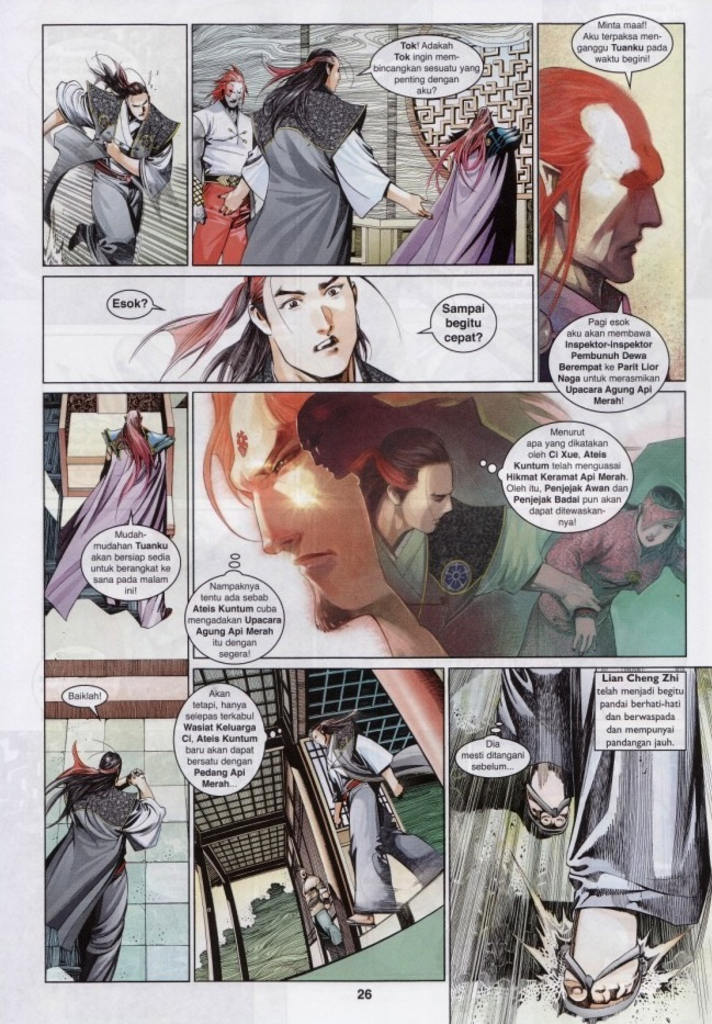 Tok! Adakah
Tok ingin mem-
bincangkan sesuatu yang
penting dengan
aku?
Minta maaf!
Aku terpaksa men-
ganggu Tuanku pada
waktu begini!
Pagi esok
aku akan membawa
Inspektor-inspektor
Pembunuh Dewa
Berempat ke Parit Lior
Naga untuk merasmikan
Upacara Agung Api
Merah!
Esok?
Sampai
begitu
cepat?
Mudah-
mudahan Tuanku
akan bersiap sedia
untuk berangkat ke
sana pada malam
ini!
Menurut
apa yang dikatakan
oleh Ci Xue, Ateis
Kuntum telah menguasai
Hikmat Keramat Api Merah.
Oleh itu, Penjejak Awan dan
Penjejak Badai pun akan
dapat ditewaskan-
nya!
Nampaknya
tentu ada sebab
Ateis Kuntum cuba
mengadakan Upacara
Agung Api Merah
itu dengan
segera!
Baiklah!
Akan
tetapi, hanya
selepas terkabul
Wasiat Keluarga
Ci, Ateis Kuntum
baru akan dapat
bersatu dengan
Pedang Api
Merah...
Lian Cheng Zhi
telah menjadi begitu
pandai berhati-hati
dan berwaspada
dan mempunyai
pandangan jauh.
Dia
mesti ditangani
sebelum...
26